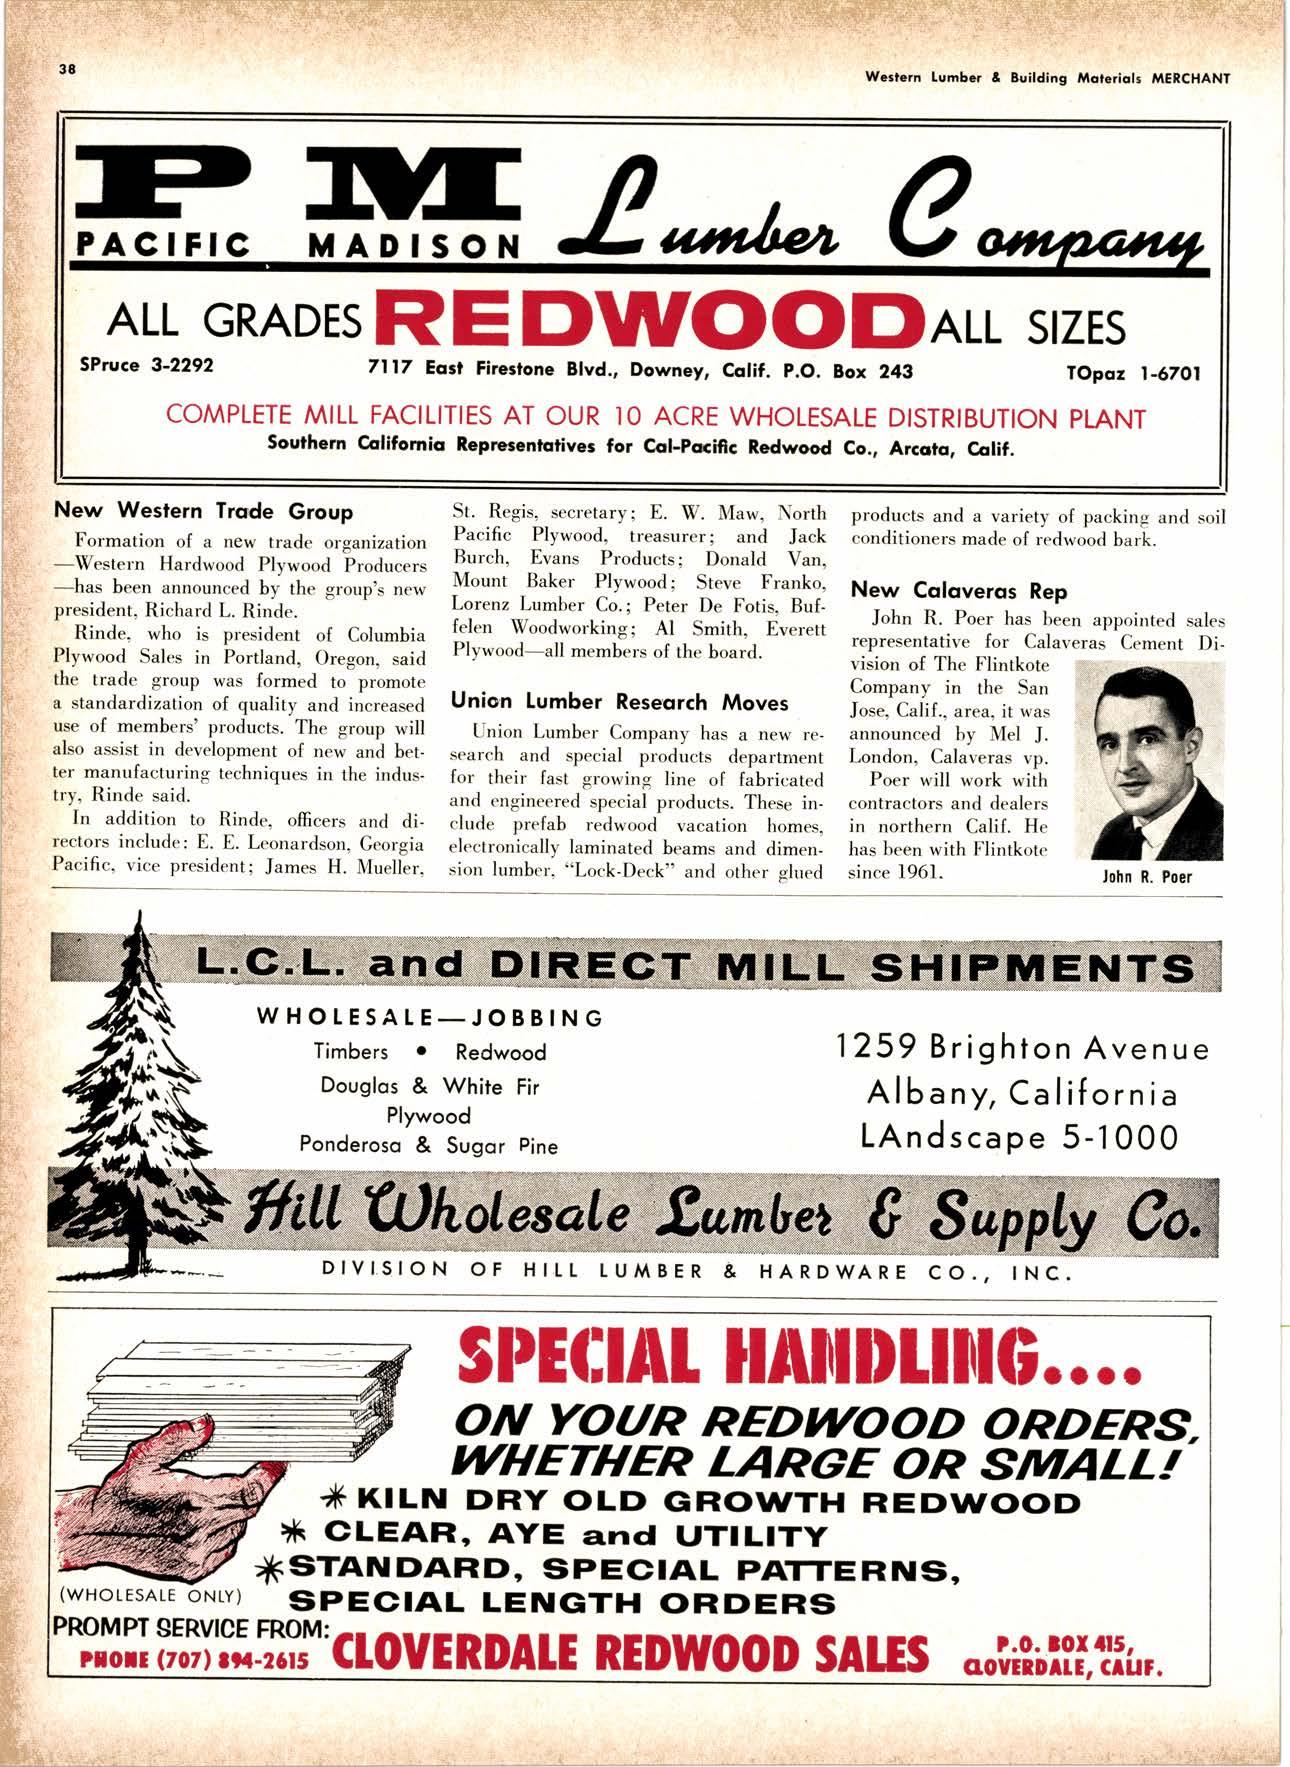 38
Western Lumber & Building Materials MERCHANT
P M Lumber Company
PACIFIC MADISON
ALL GRADES REDWOOD ALL SIZES
SPruce 3-2292 7117 East Firestone Blvd., Downey, Calif. P.O. Box 243 TOpaz 1-6701
COMPLETE MILL FACILITIES AT OUR 10 ACRE WHOLESALE DISTRIBUTION PLANT
Southern California Representatives for Cal-Pacific Redwood Co., Arcata, Calif.
New Western Trade Group
Formation of a new trade organization
—Western Hardwood Plywood Producers
—has been announced by the group's new
president, Richard L. Rinde.
Rinde, who is president of Columbia
Plywood Sales in Portland, Oregon, said
the trade group was formed to promote
a standardization of quality and increased
use of members' products. The group will
also assist in development of new and bet-
ter manufacturing techniques in the indus-
try, Rinde said.
In addition to Rinde, officers and di-
rectors include: E. E. Leonardson, Georgia
Pacific, vice president; James H. Mueller,
St. Regis, secretary; E. W. Maw, North
Pacific Plywood, treasurer; and Jack
Burch, Evans Products; Donald Van,
Mount Baker Plywood; Steve Franko,
Lorenz Lumber Co.; Peter De Fotis, Buf-
felen Woodworking; Al Smith, Everett
Plywood—all members of the board.
Union Lumber Research Moves
Union Lumber Company has a new re-
search and special products department
for their fast growing line of fabricated
and engineered special products. These in-
clude prefab redwood vacation homes,
electronically laminated beams and dimen-
sion lumber, "Lock-Deck" and other glued
products and a variety of packing and soil
conditioners made of redwood bark.
New Calaveras Rep
John R. Poer has been appointed sales
representative for Calaveras Cement Di-
vision of The Flintkote
Company in the San
Jose, Calif., area, it was
announced by Mel J.
London, Calaveras vp.
Poer will work with
contractors and dealers
in northern Calif. He
has been with Flintkote
since 1961.
John R. Poer
L.C.L. and DIRECT MILL SHIPMENTS
WHOLESALE—JOBBING
Timbers • Redwood
Douglas & White Fir
Plywood
Ponderosa & Sugar Pine
1259 Brighton Avenue
Albany, California
LAndscape 5-1000
Hill Wholesale Lumber & Supply Co.
DIVISION OF HILL LUMBER & HARDWARE CO., INC.
SPECIAL HANDLING....
ON YOUR REDWOOD ORDERS,
WHETHER LARGE OR SMALL!
* KILN DRY OLD GROWTH REDWOOD
* CLEAR, AYE and UTILITY
* STANDARD, SPECIAL PATTERNS,
SPECIAL LENGTH ORDERS
(WHOLESALE ONLY)
PROMPT SERVICE FROM:
PHONE (707) 894-2615
CLOVERDALE REDWOOD SALES
P.O. BOX 415,
CLOVERDALE, CALIF.